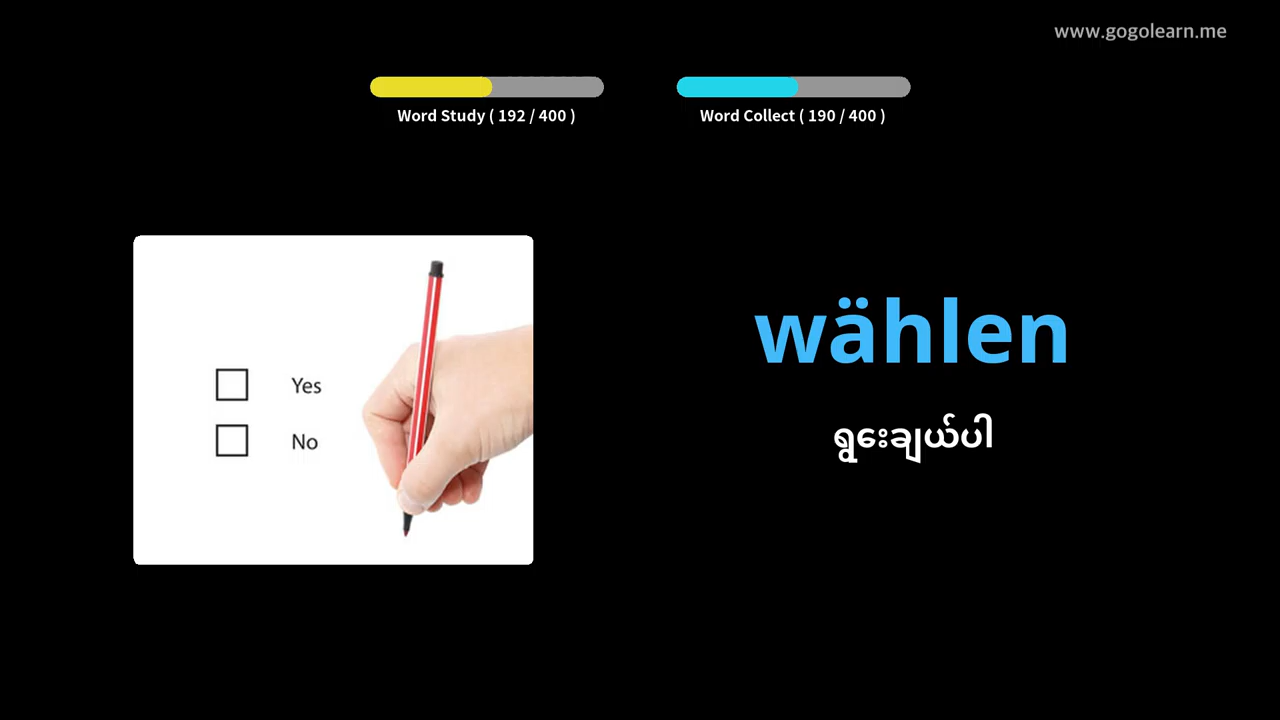 www.gogolearn.me
Word Study ( 192 / 400 )
Word Collect ( 190 / 400 )
Yes
No
wählen
ရွေးချယ်ပါ